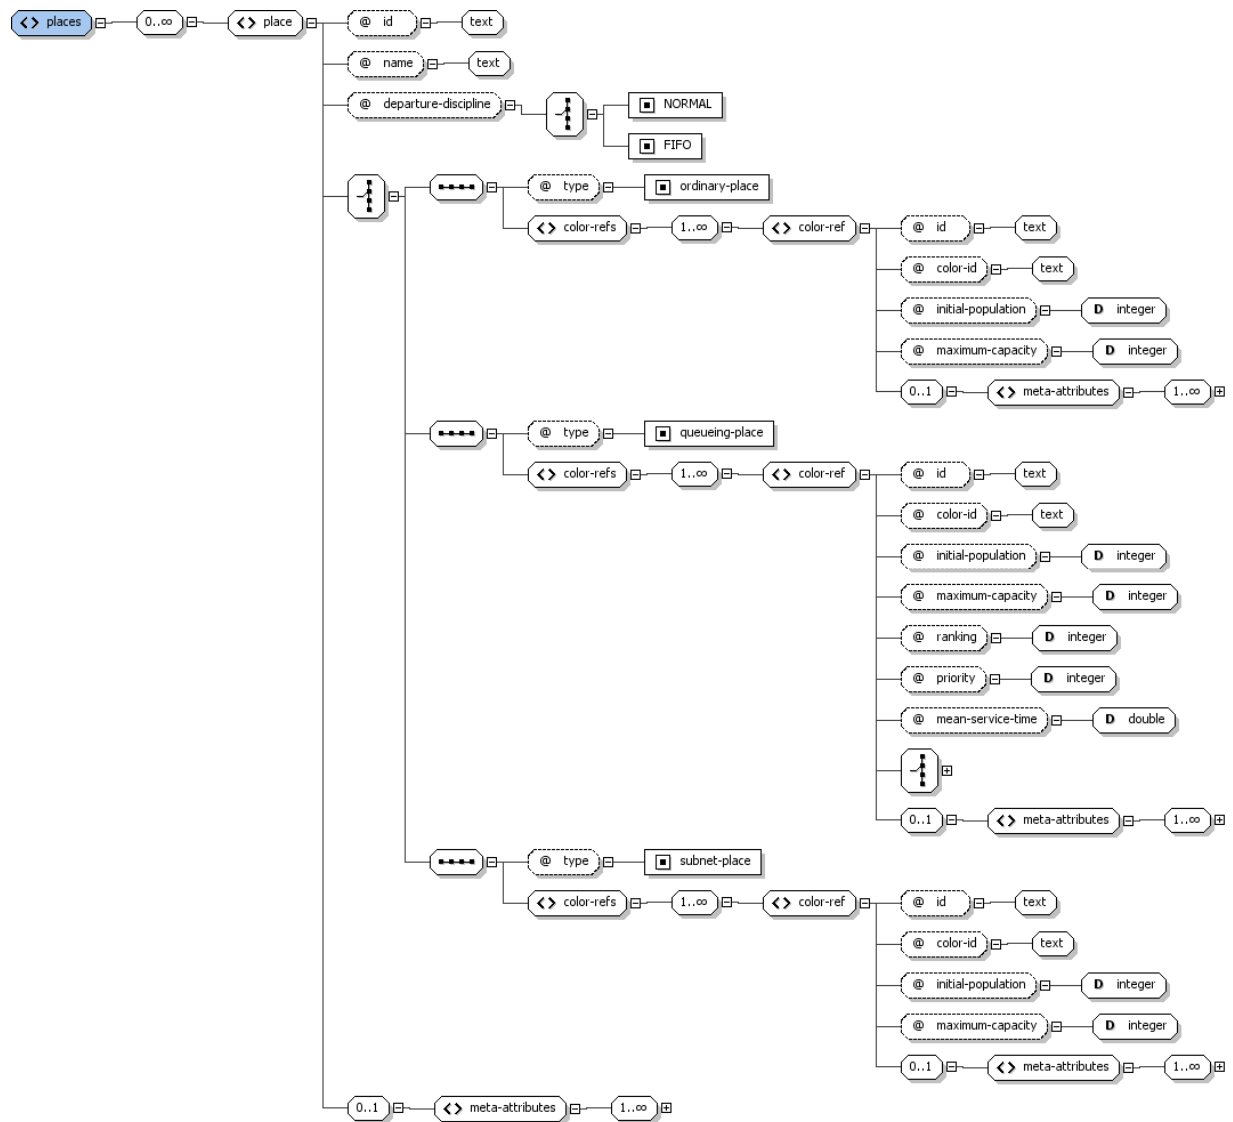 <> places 0..∞ <> place @ id text
@ name text
@ departure-discipline NORMAL
FIFO
@ type ordinary-place
<> color-refs 1..∞ <> color-ref @ id text
@ color-id text
@ initial-population D integer
@ maximum-capacity D integer
0..1 <> meta-attributes 1..∞
@ type queueing-place
<> color-refs 1..∞ <> color-ref @ id text
@ color-id text
@ initial-population D integer
@ maximum-capacity D integer
@ ranking D integer
@ priority D integer
@ mean-service-time D double
0..1 <> meta-attributes 1..∞
@ type subnet-place
<> color-refs 1..∞ <> color-ref @ id text
@ color-id text
@ initial-population D integer
@ maximum-capacity D integer
0..1 <> meta-attributes 1..∞
0..1 <> meta-attributes 1..∞